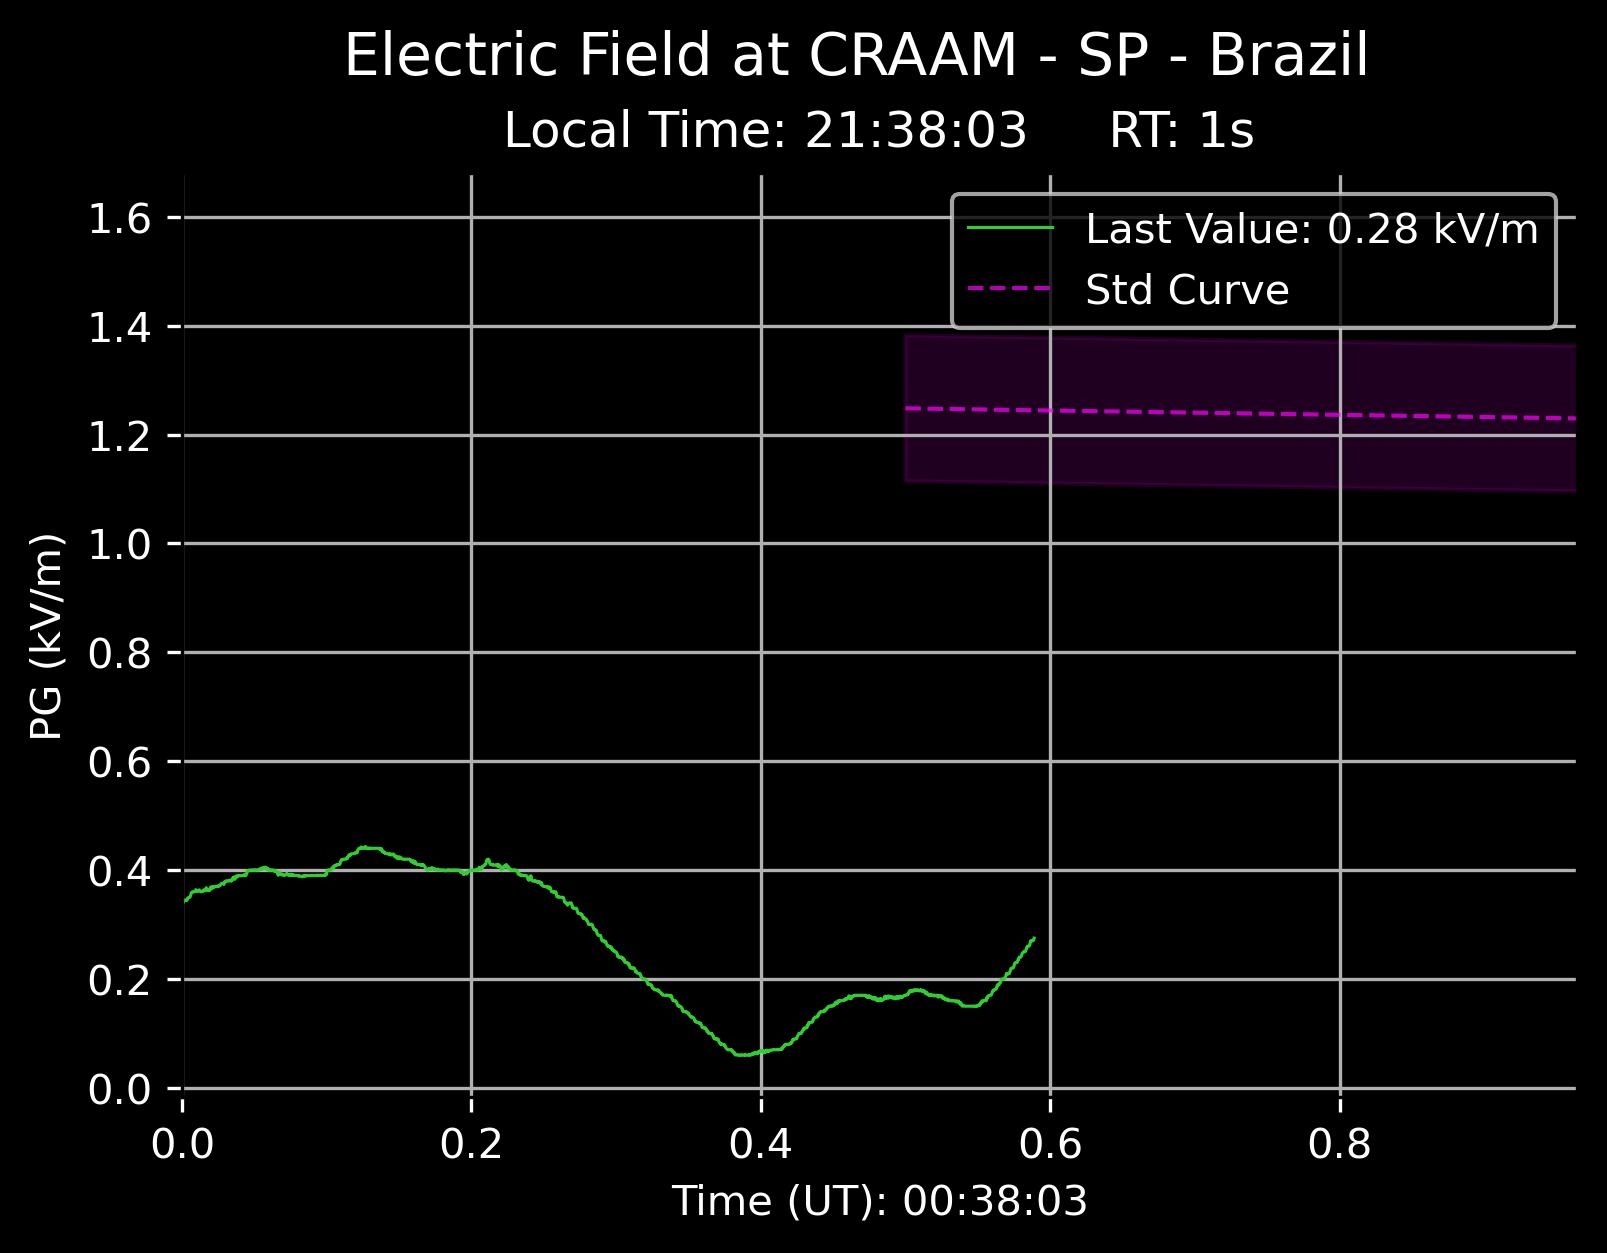 Electric Field at CRAAM - SP - Brazil
Local Time: 21:38:03 RT: 1s
Last Value: 0.28 kV/m
Std Curve
1.6
1.4
1.2
1.0
0.8
0.6
0.4
0.2
0.0
PG (kV/m)
0.0 0.2 0.4 0.6 0.8
Time (UT): 00:38:03